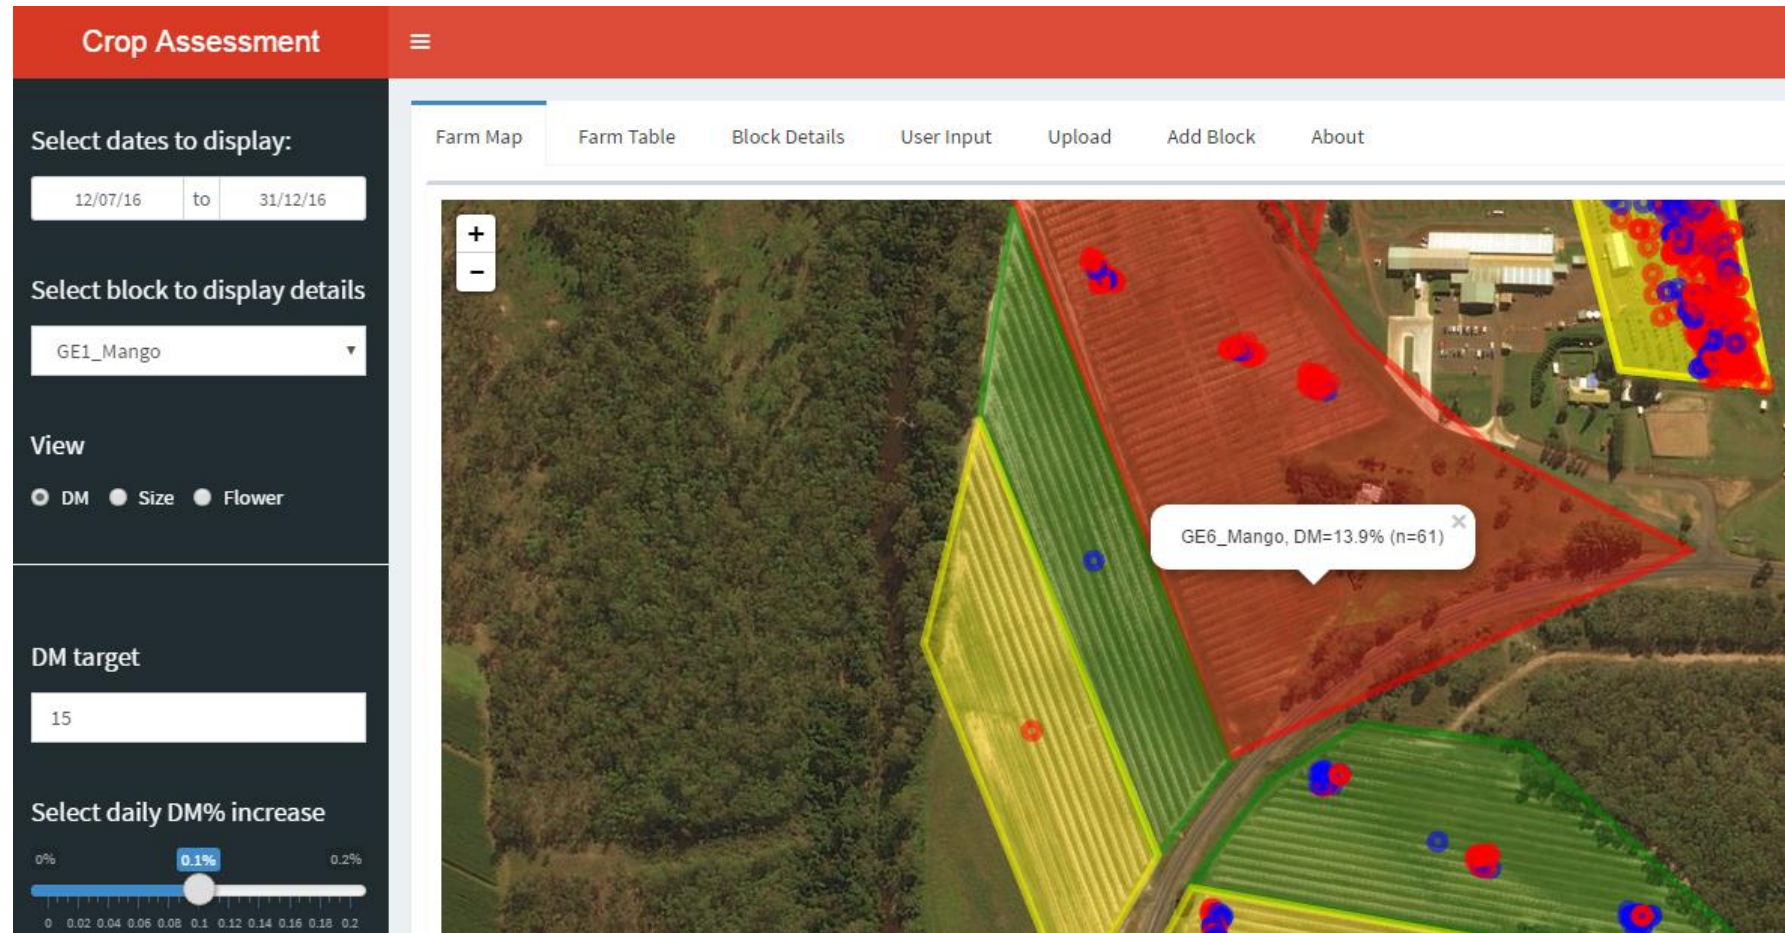 Crop Assessment
Select dates to display:
12/07/16 to 31/12/16
Select block to display details
GE1_Mango
View
DM Size Flower
DM target
15
Select daily DM% increase
0% 0.1% 0.2%
0 0.02 0.04 0.06 0.08 0.1 0.12 0.14 0.16 0.18 0.2
Farm Map Farm Table Block Details User Input Upload Add Block About
+
−
GE6_Mango, DM=13.9% (n=61) ×